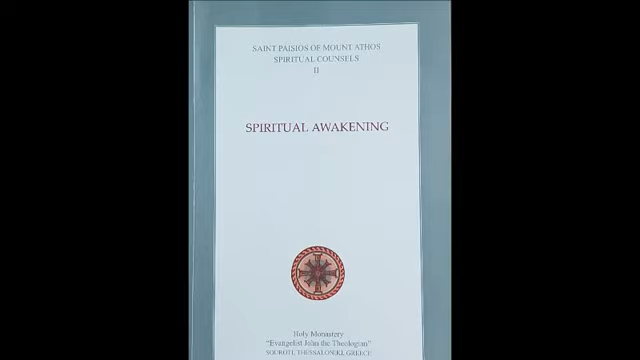 SAINT PAISIOS OF MOUNT ATHOS
SPIRITUAL COUNSELS
II
SPIRITUAL AWAKENING
Holy Monastery
"Evangelist John the Theologian"
SOUROTI, THESSALONIKI, GREECE